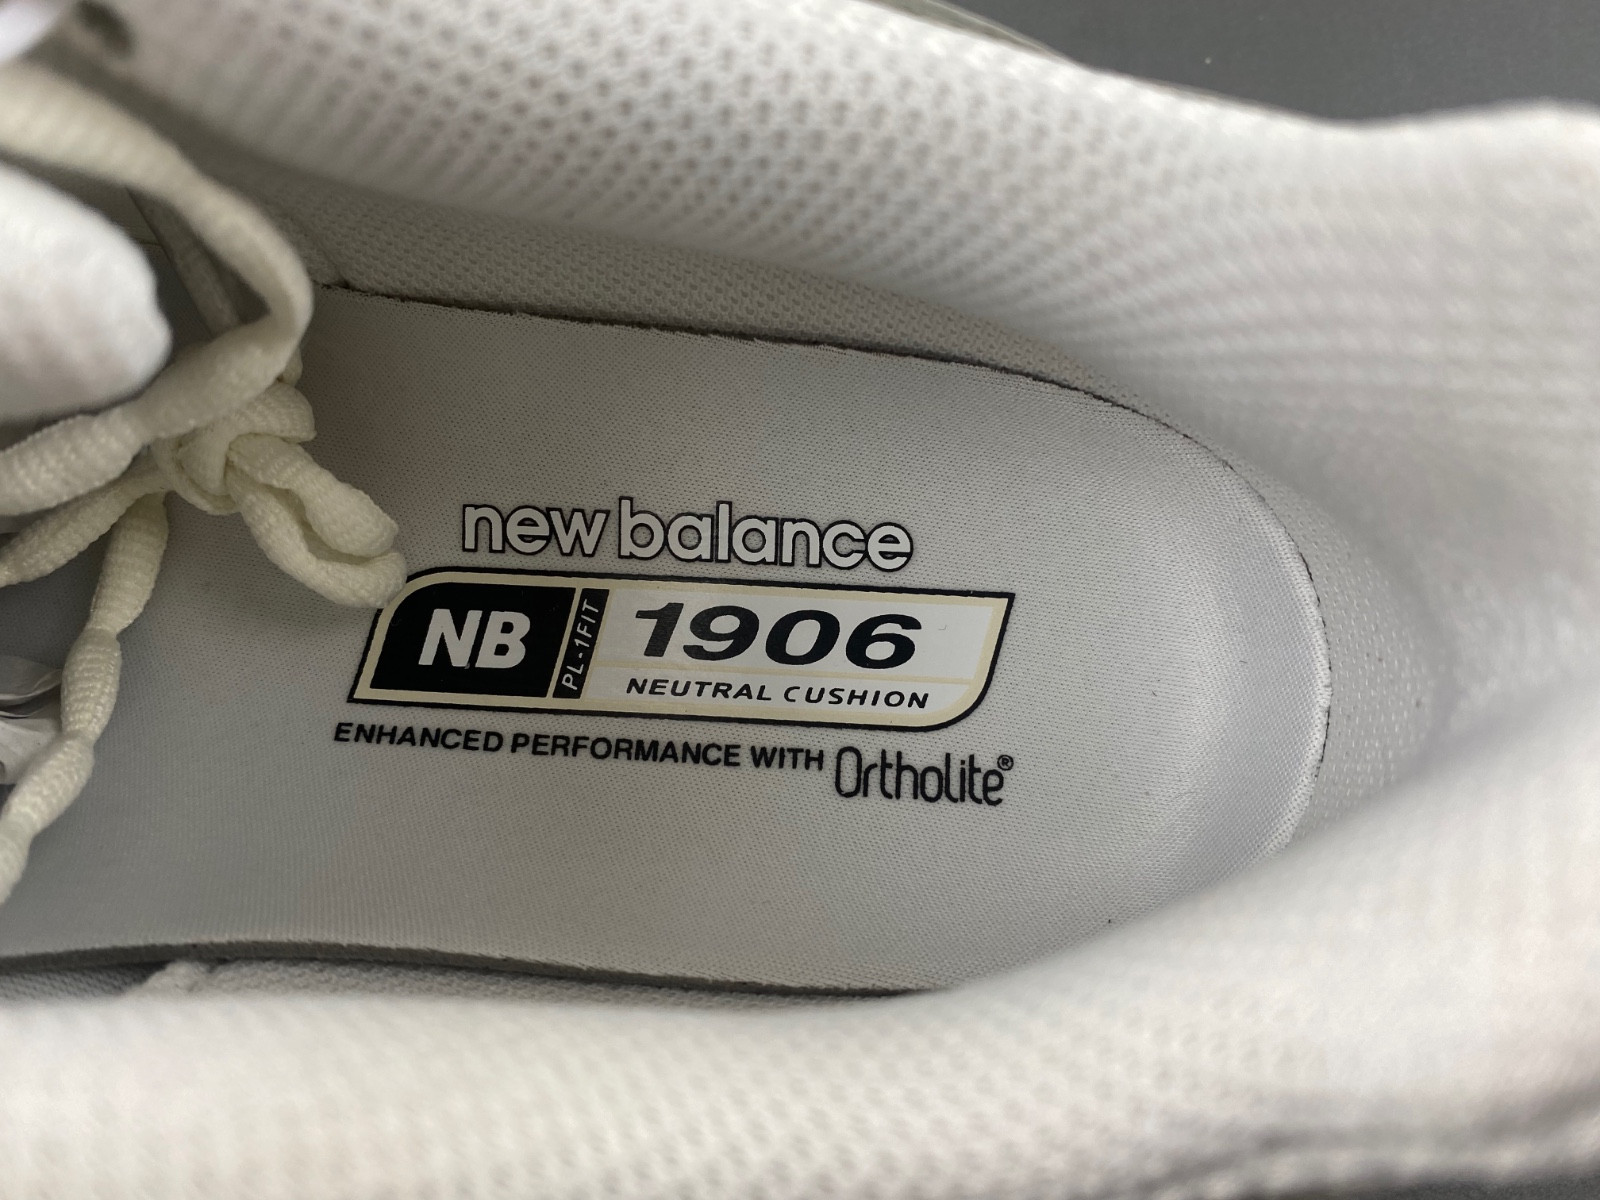 new balance
NB PL-1FIT 1906
NEUTRAL CUSHION
ENHANCED PERFORMANCE WITH OrthoLite®